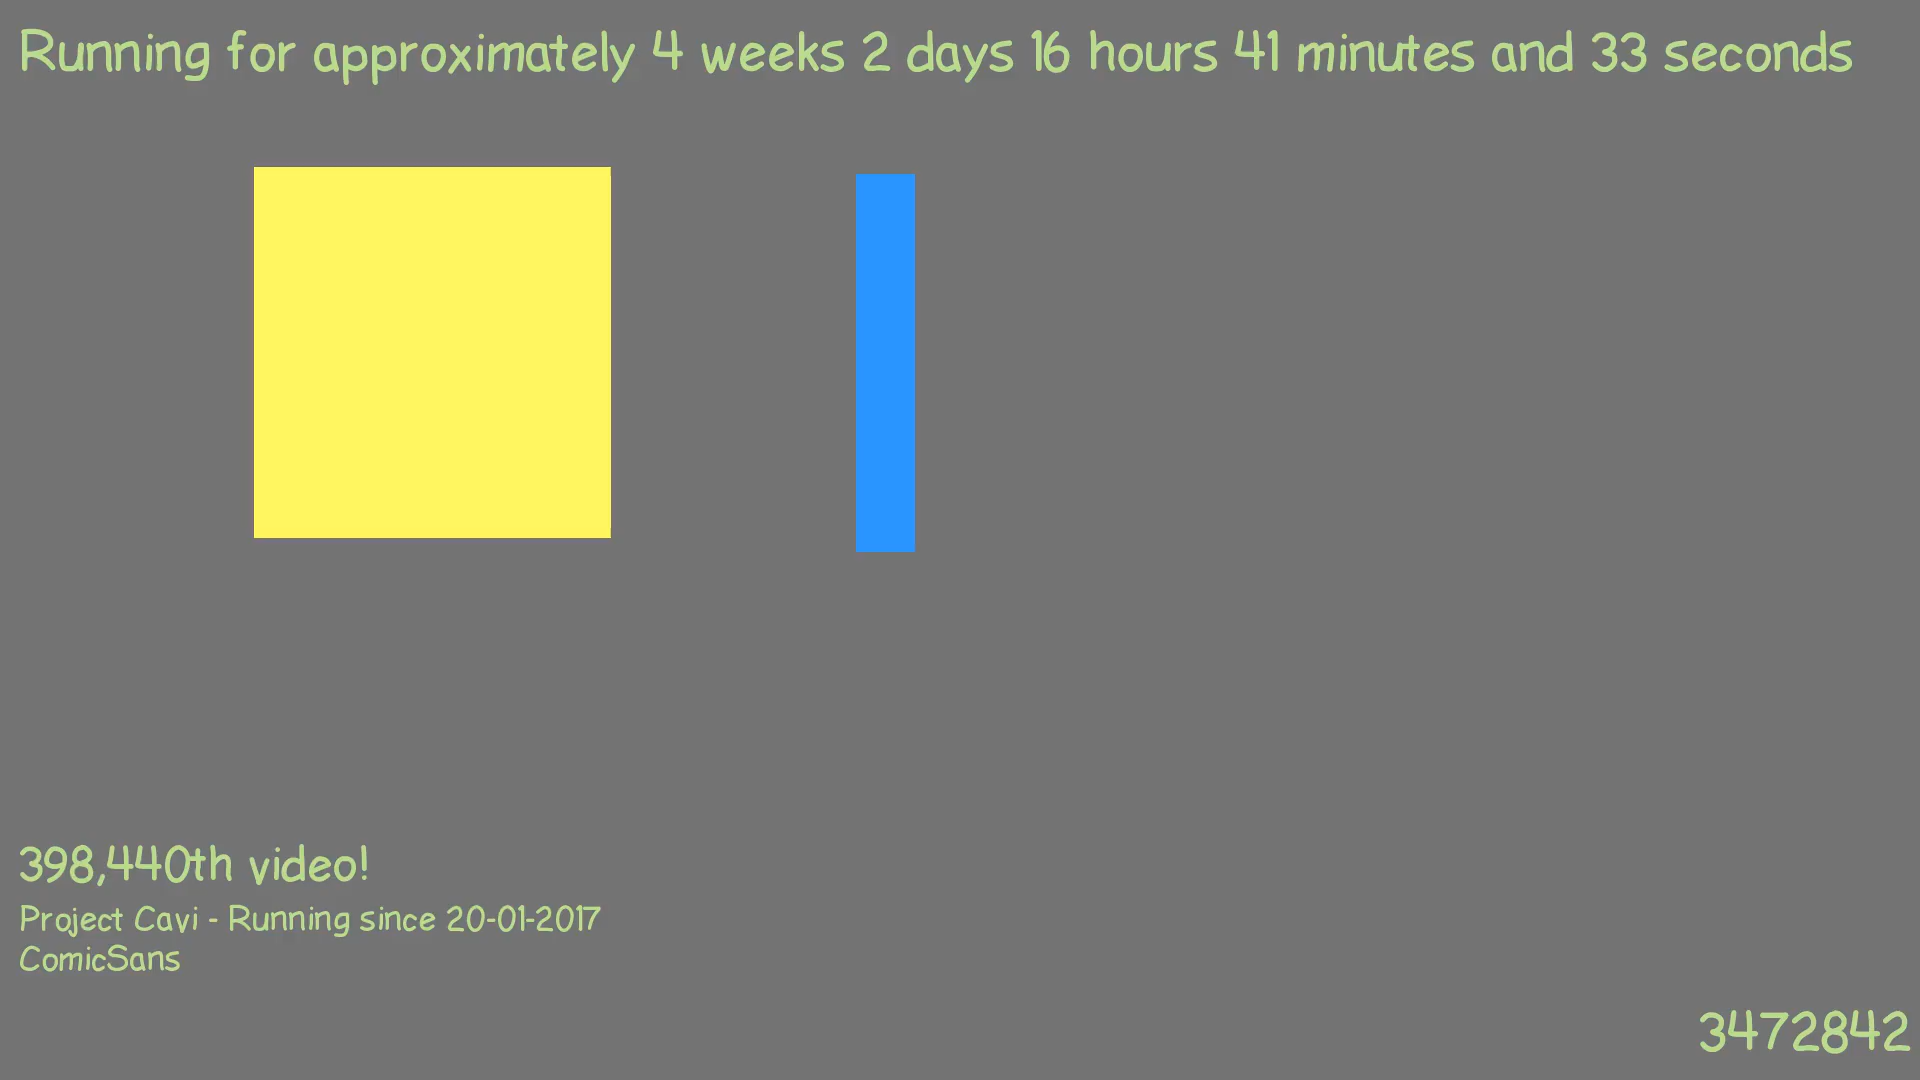 Running for approximately 4 weeks 2 days 16 hours 41 minutes and 33 seconds
398,440th video!
Project Cavi - Running since 20-01-2017
ComicSans
3472842